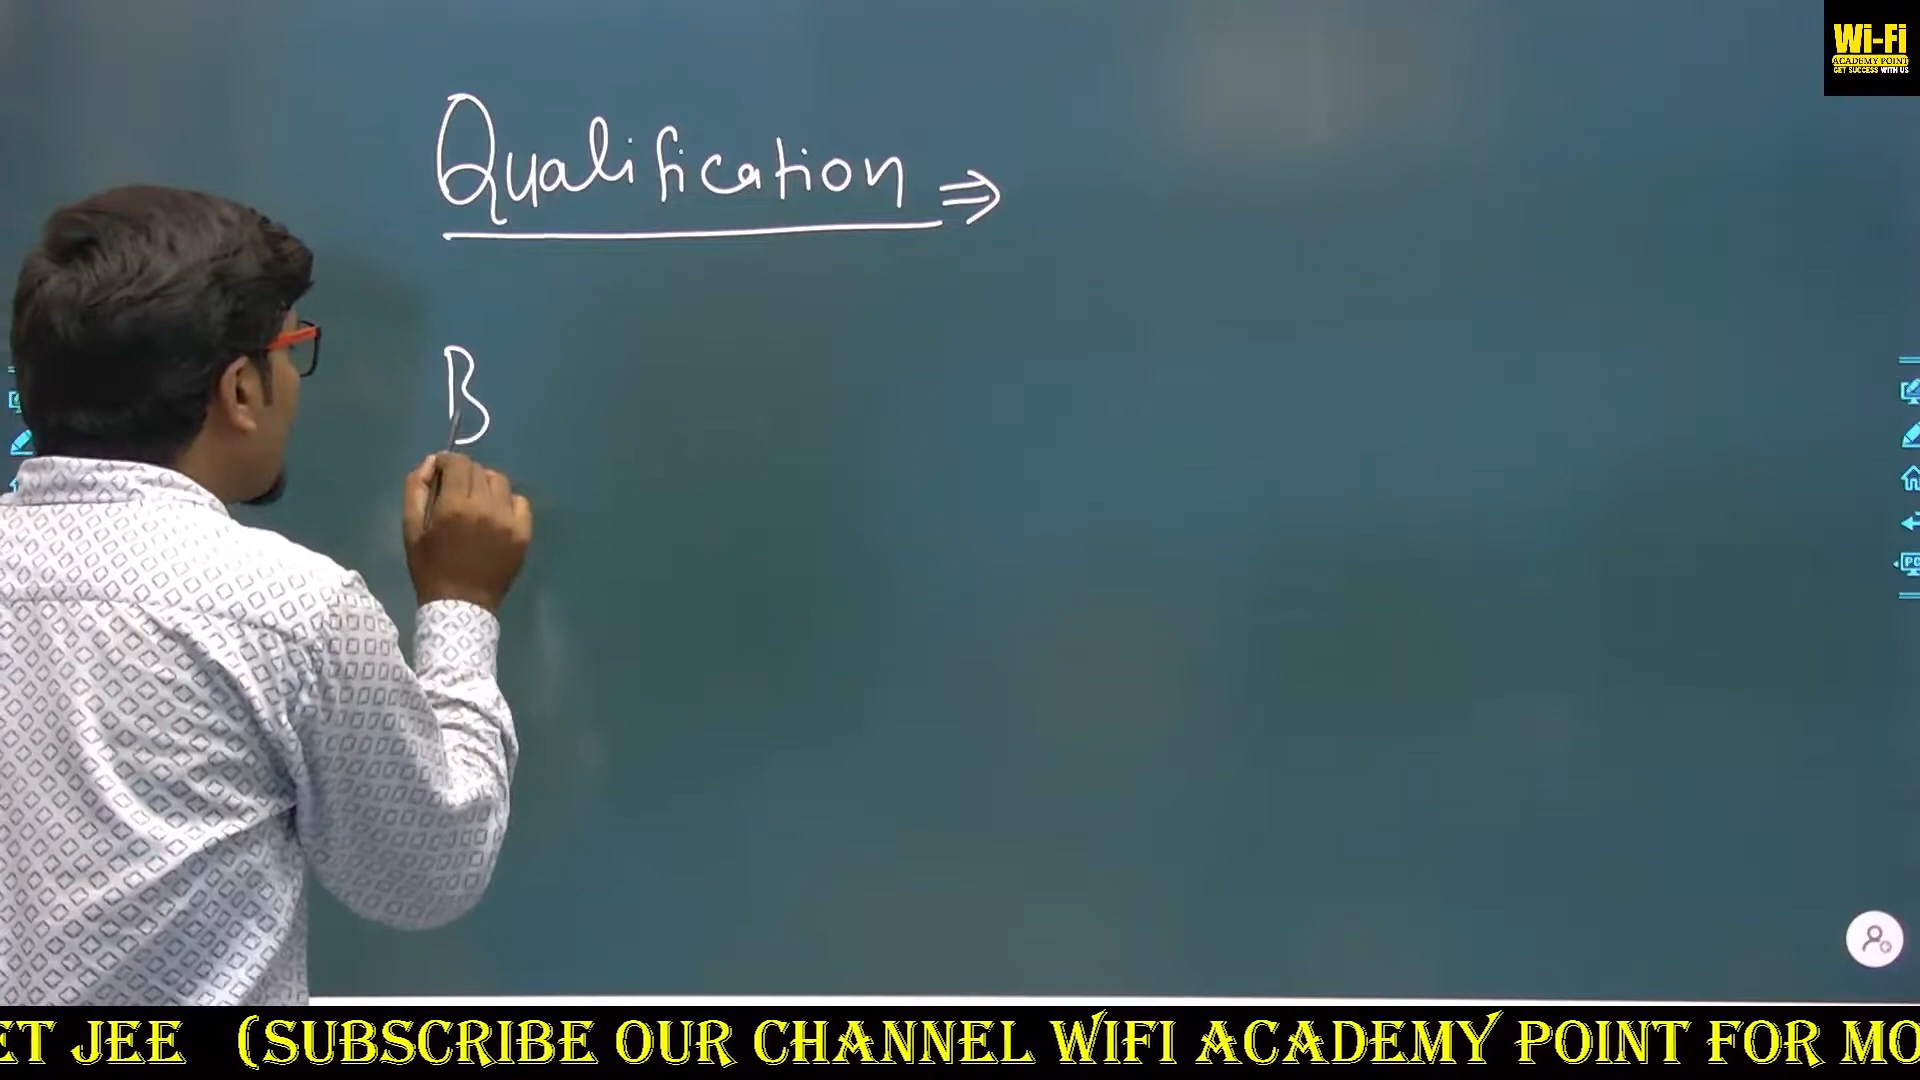 Wi-Fi
ACADEMY POINT
GET SUCCESS WITH US
Qualification ⇒
B
ET JEE (SUBSCRIBE OUR CHANNEL WIFI ACADEMY POINT FOR MO